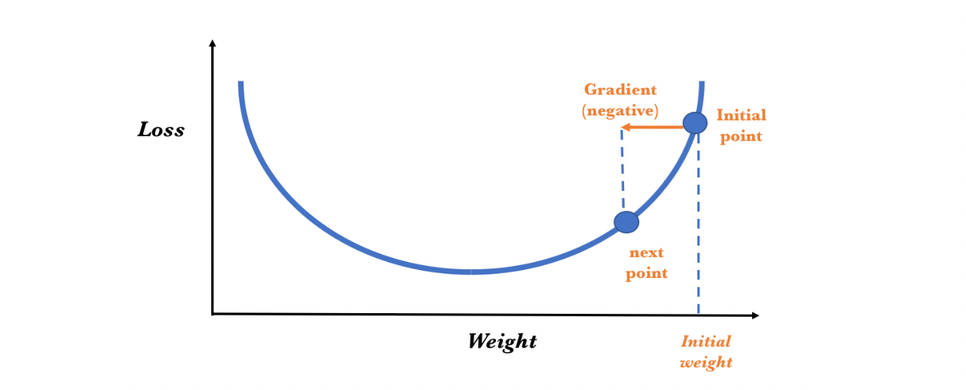 Gradient
(negative)
Initial
point
Loss
next
point
Weight
Initial
weight